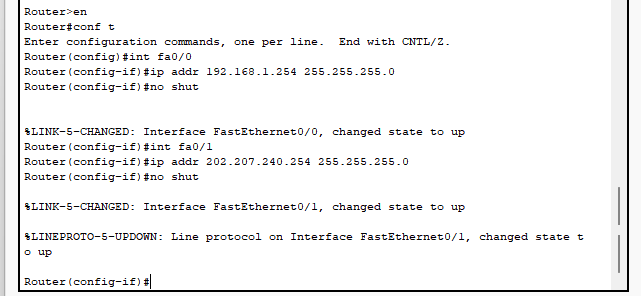 Router>en
Router#conf t
Enter configuration commands, one per line.  End with CNTL/Z.
Router(config)#int fa0/0
Router(config-if)#ip addr 192.168.1.254 255.255.255.0
Router(config-if)#no shut
%LINK-5-CHANGED: Interface FastEthernet0/0, changed state to up
Router(config-if)#int fa0/1
Router(config-if)#ip addr 202.207.240.254 255.255.255.0
Router(config-if)#no shut
%LINK-5-CHANGED: Interface FastEthernet0/1, changed state to up
%LINEPROTO-5-UPDOWN: Line protocol on Interface FastEthernet0/1, changed state t
o up
Router(config-if)#